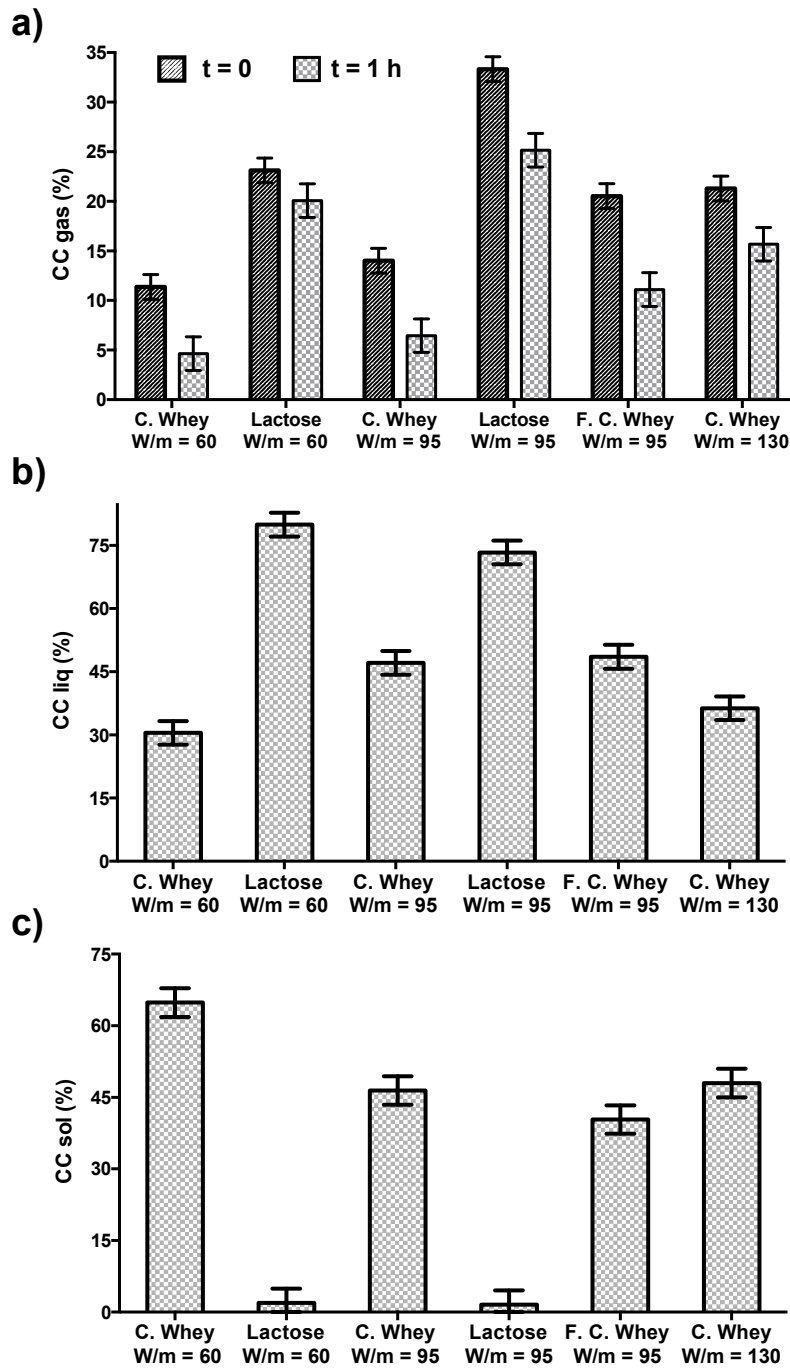 a)
35
30
25
20
15
10
5
0
CC gas (%)
t = 0
t = 1 h
C. Whey Lactose C. Whey Lactose F. C. Whey C. Whey
W/m = 60 W/m = 60 W/m = 95 W/m = 95 W/m = 95 W/m = 130
b)
75
60
45
30
15
0
CC liq (%)
C. Whey Lactose C. Whey Lactose F. C. Whey C. Whey
W/m = 60 W/m = 60 W/m = 95 W/m = 95 W/m = 95 W/m = 130
c)
75
60
45
30
15
0
CC sol (%)
C. Whey Lactose C. Whey Lactose F. C. Whey C. Whey
W/m = 60 W/m = 60 W/m = 95 W/m = 95 W/m = 95 W/m = 130